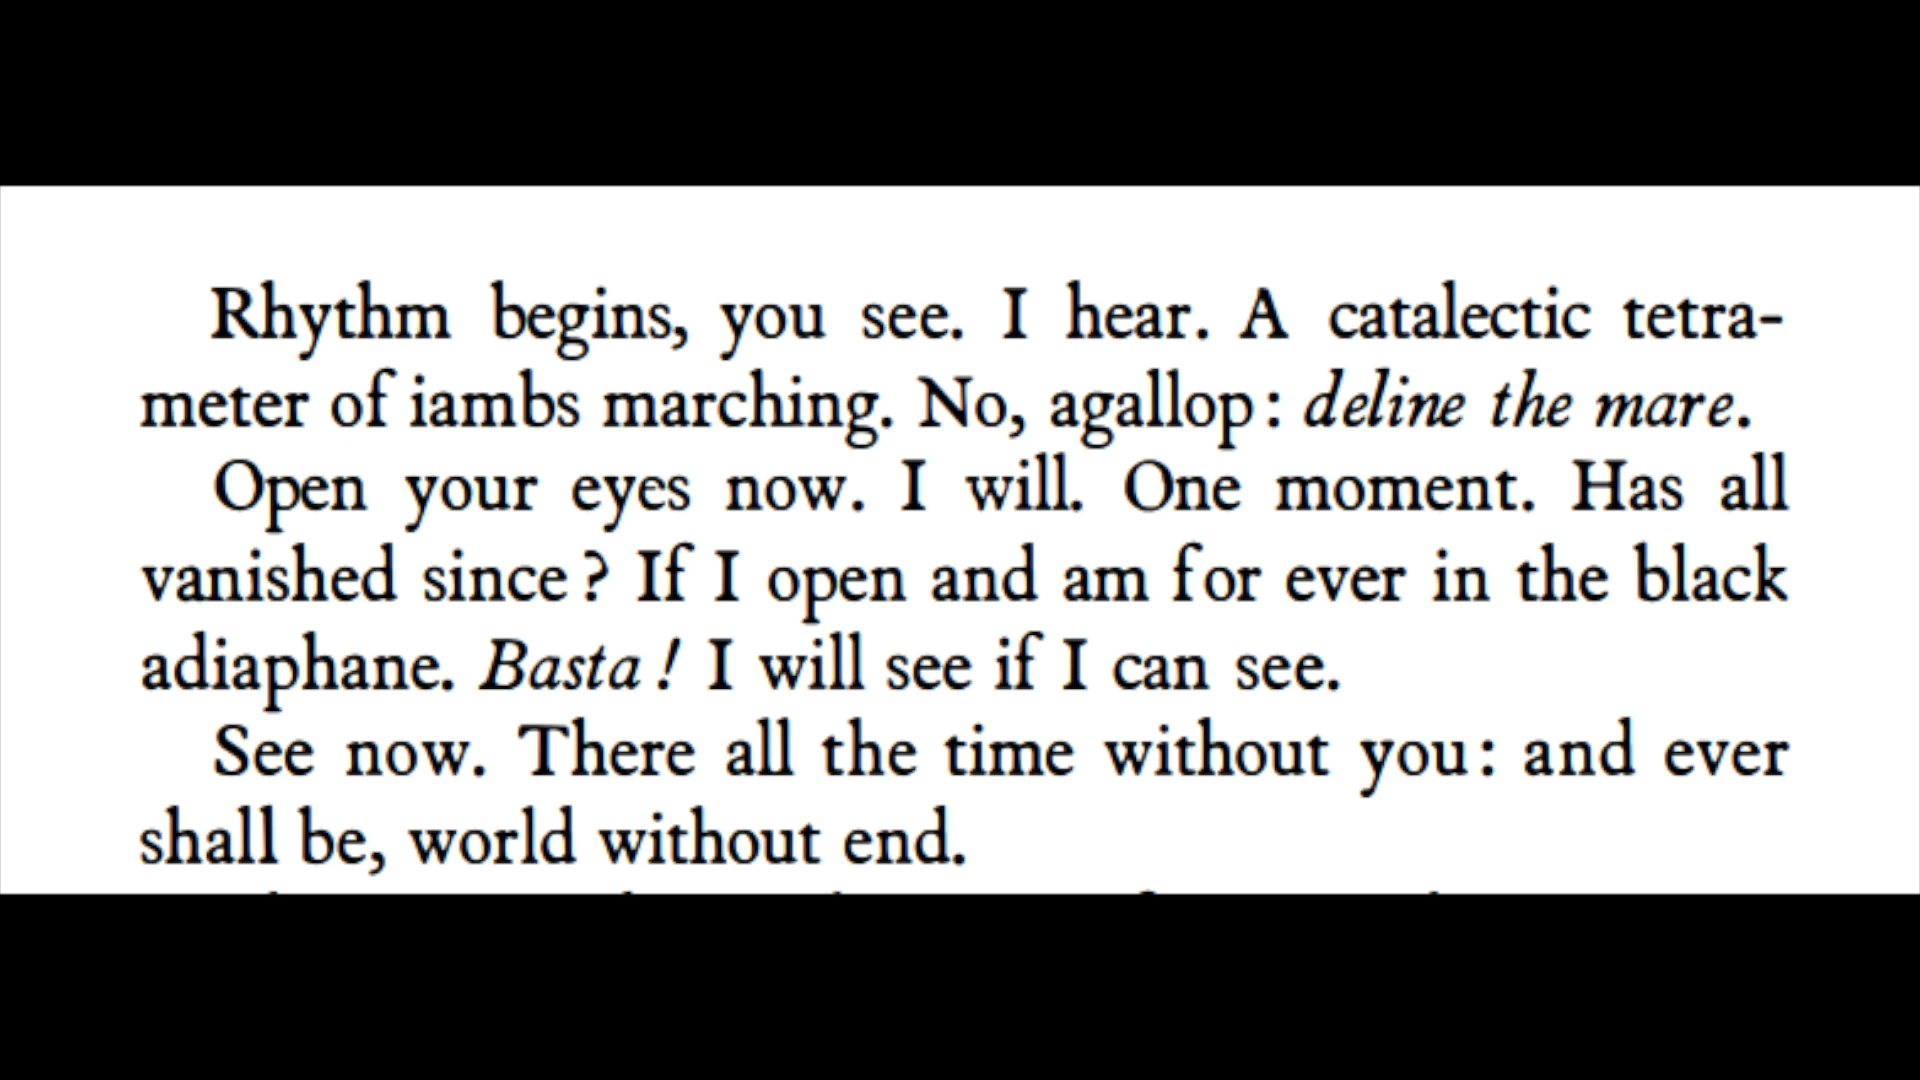 Rhythm begins, you see. I hear. A catalectic tetra-
meter of iambs marching. No, agallop: deline the mare.
Open your eyes now. I will. One moment. Has all
vanished since? If I open and am for ever in the black
adiaphane. Basta! I will see if I can see.
See now. There all the time without you: and ever
shall be, world without end.